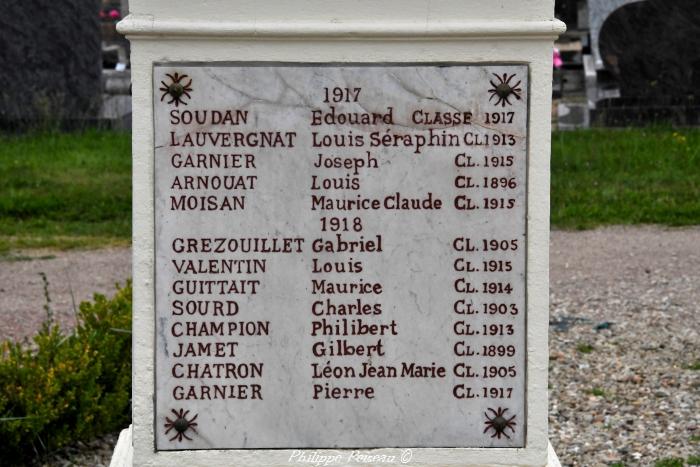 1917
SOUDAN Edouard CLASSE 1917
LAUVERGNAT Louis Séraphin CL 1913
GARNIER Joseph CL. 1915
ARNOUAT Louis CL. 1896
MOISAN Maurice Claude CL. 1915
1918
GREZOUILLET Gabriel CL. 1905
VALENTIN Louis CL. 1915
GUITTAIT Maurice CL. 1914
SOURD Charles CL. 1903
CHAMPION Philibert CL. 1913
JAMET Gilbert CL. 1899
CHATRON Léon Jean Marie CL. 1905
GARNIER Pierre CL. 1917
Philippe Peiseau ©